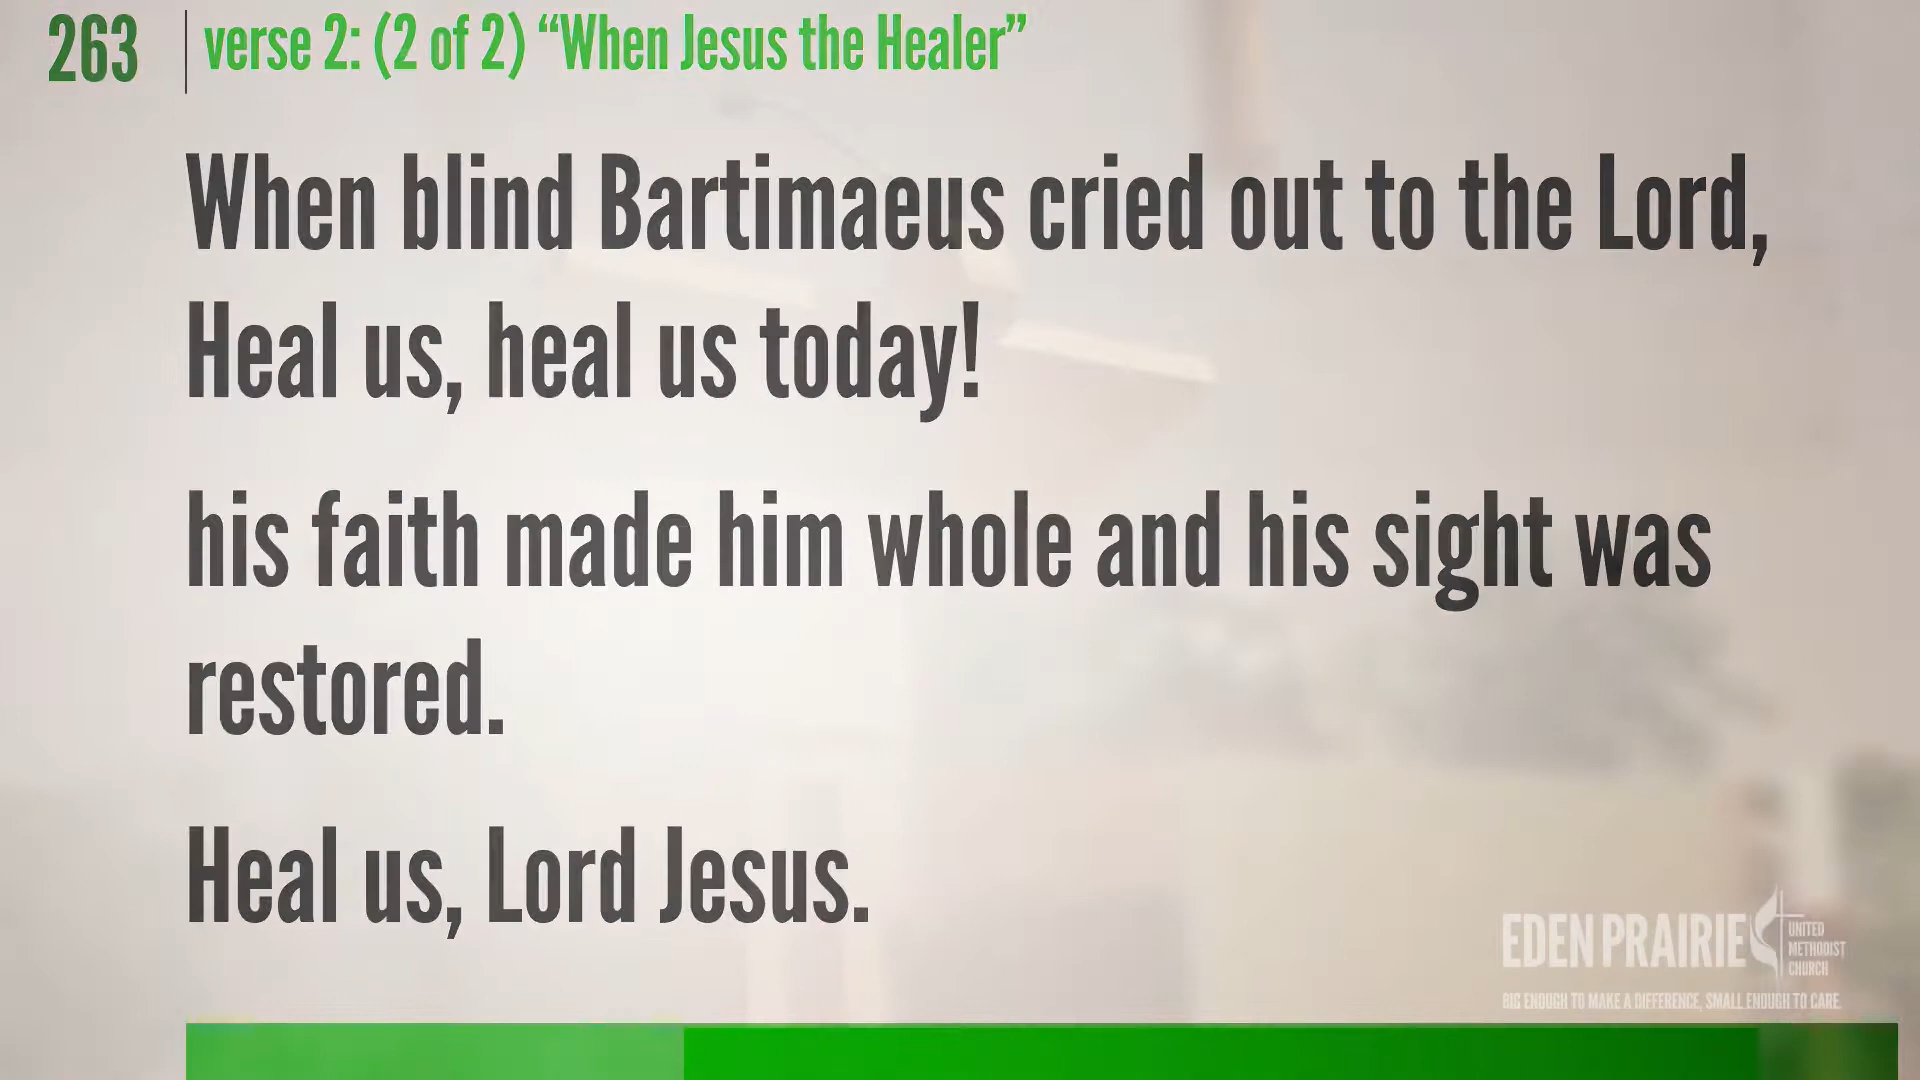 263 verse 2: (2 of 2) “When Jesus the Healer”
When blind Bartimaeus cried out to the Lord,
Heal us, heal us today!
his faith made him whole and his sight was
restored.
Heal us, Lord Jesus.
EDEN PRAIRIE
UNITED
METHODIST
CHURCH
BIG ENOUGH TO MAKE A DIFFERENCE, SMALL ENOUGH TO CARE.